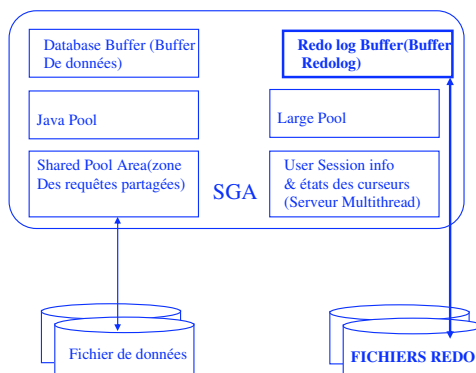 Database Buffer (Buffer
De données)
Redo log Buffer(Buffer
Redolog)
Java Pool
Large Pool
Shared Pool Area(zone
Des requêtes partagées)
SGA
User Session info
& états des curseurs
(Serveur Multithread)
Fichier de données
FICHIERS REDO